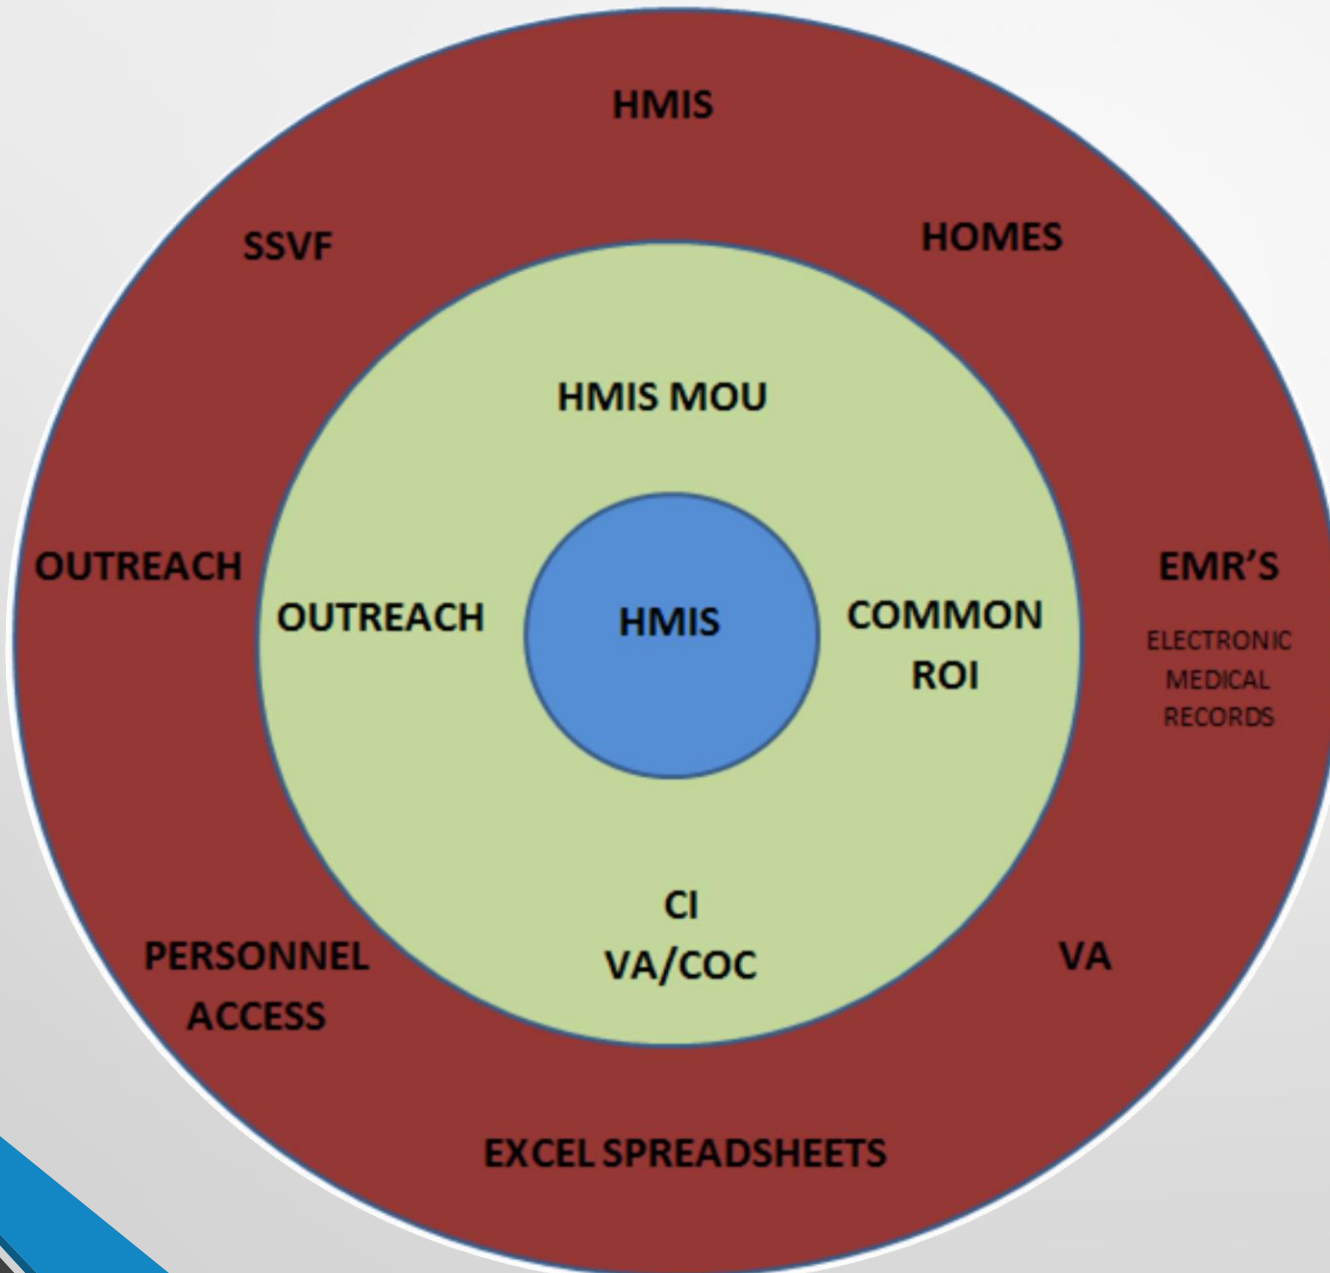 HMIS
SSVF
HOMES
HMIS MOU
OUTREACH
EMR'S
ELECTRONIC
MEDICAL
RECORDS
OUTREACH
HMIS
COMMON
ROI
CI
VA/COC
PERSONNEL
ACCESS
VA
EXCEL SPREADSHEETS